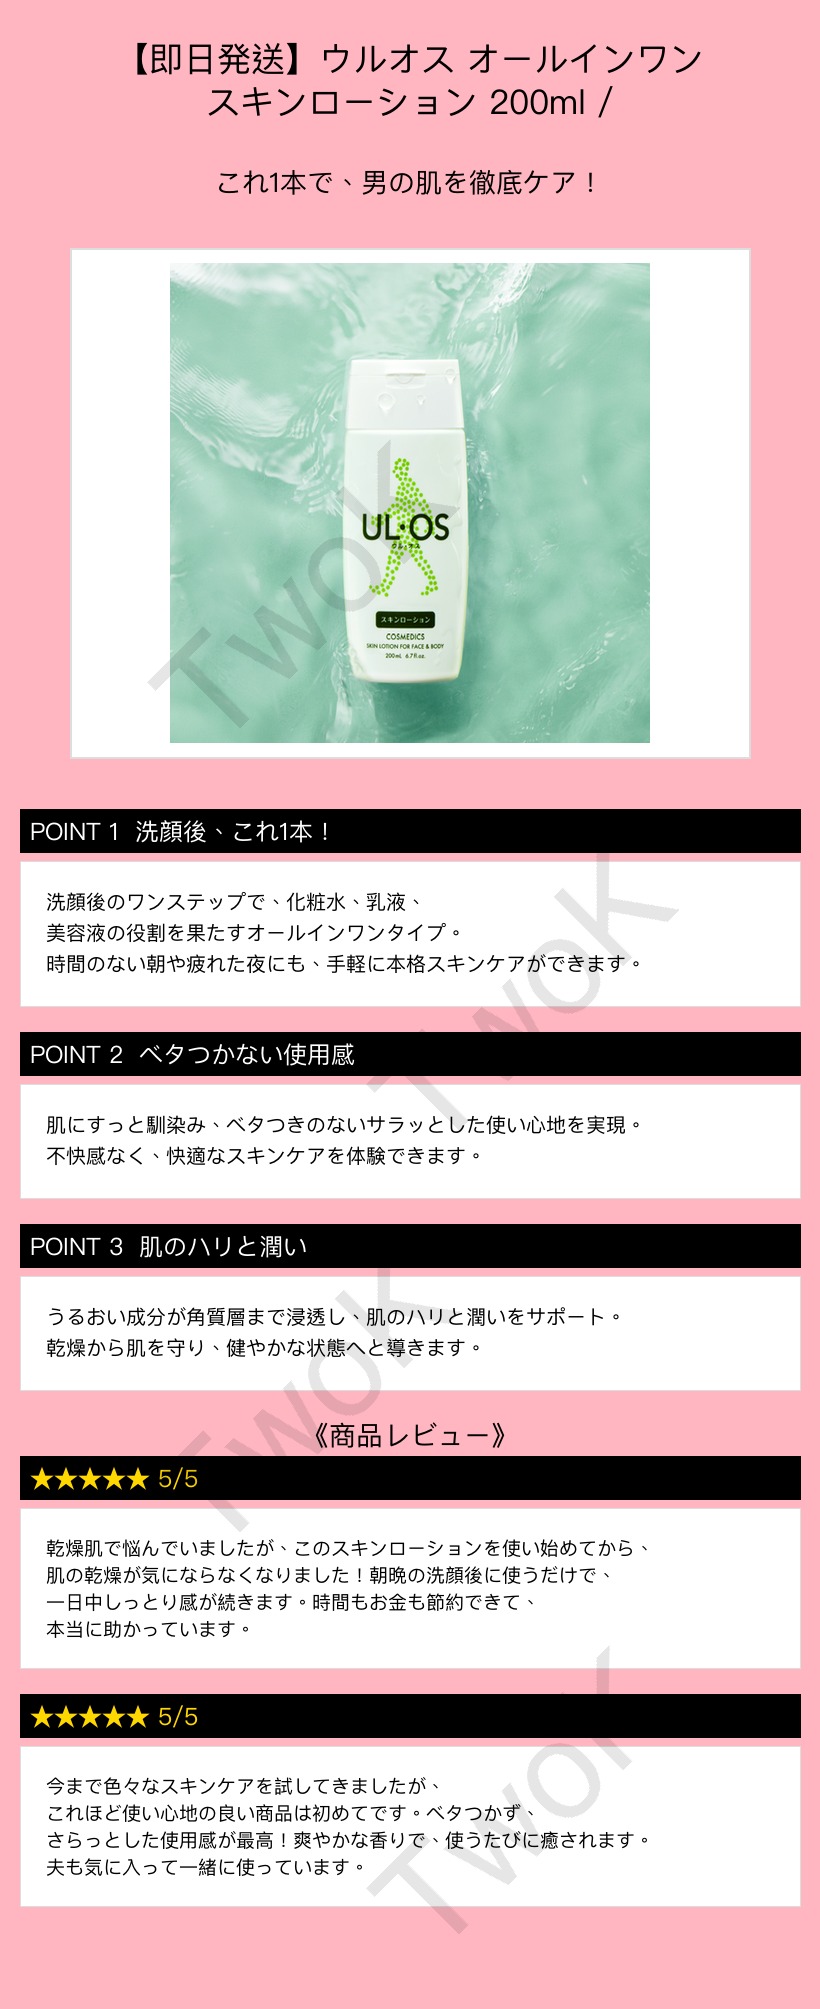 【即日発送】ウルオス オールインワン
スキンローション 200ml /
これ1本で、男の肌を徹底ケア！
UL·OS
ウル・オス
スキンローション
COSMEDICS
SKIN LOTION FOR FACE & BODY
200mL 6.7fl.oz.
TwoK
POINT 1 洗顔後、これ1本！
洗顔後のワンステップで、化粧水、乳液、
美容液の役割を果たすオールインワンタイプ。
時間のない朝や疲れた夜にも、手軽に本格スキンケアができます。
TwoK
POINT 2 ベタつかない使用感
肌にすっと馴染み、ベタつきのないサラッとした使い心地を実現。
不快感なく、快適なスキンケアを体験できます。
POINT 3 肌のハリと潤い
うるおい成分が角質層まで浸透し、肌のハリと潤いをサポート。
乾燥から肌を守り、健やかな状態へと導きます。
TwoK
《商品レビュー》
★★★★★ 5/5
乾燥肌で悩んでいましたが、このスキンローションを使い始めてから、
肌の乾燥が気にならなくなりました！朝晩の洗顔後に使うだけで、
一日中しっとり感が続きます。時間もお金も節約できて、
本当に助かっています。
★★★★★ 5/5
今まで色々なスキンケアを試してきましたが、
これほど使い心地の良い商品は初めてです。ベタつかず、
さらっとした使用感が最高！爽やかな香りで、使うたびに癒されます。
夫も気に入って一緒に使っています。
TwoK